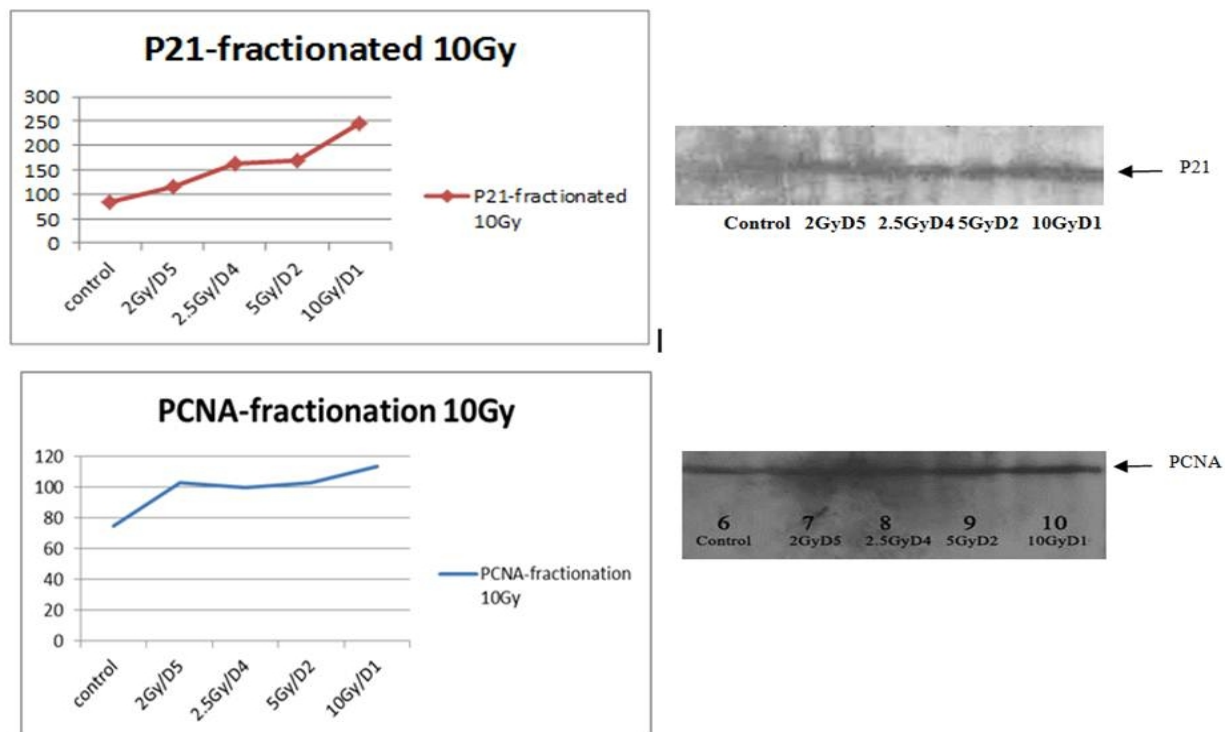 P21-fractionated 10Gy
300
250
200
150
100
50
0
control
2Gy/D5
2.5Gy/D4
5Gy/D2
10Gy/D1
P21-fractionated
10Gy
P21
Control 2GyD5 2.5GyD4 5GyD2 10GyD1
PCNA-fractionation 10Gy
120
100
80
60
40
20
0
control
2Gy/D5
2.5Gy/D4
5Gy/D2
10Gy/D1
PCNA-fractionation
10Gy
PCNA
6 7 8 9 10
Control 2GyD5 2.5GyD4 5GyD2 10GyD1